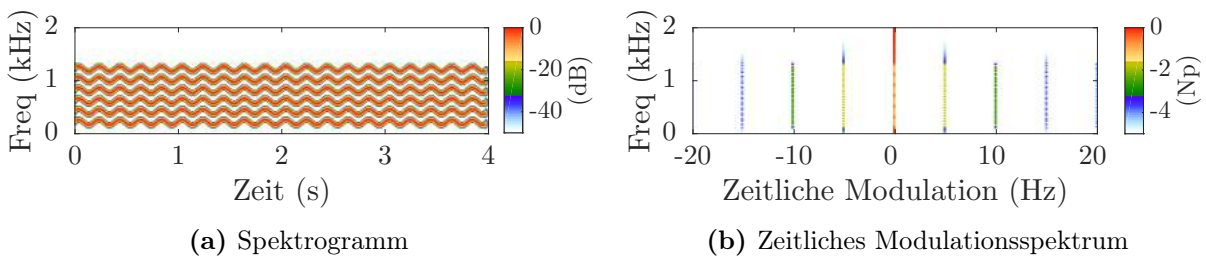 2
1
0
Freq (kHz)
0
1
2
3
4
Zeit (s)
0
-20
-40
(dB)
(a) Spektrogramm
2
1
0
Freq (kHz)
-20
-10
0
10
20
Zeitliche Modulation (Hz)
0
-2
-4
(Np)
(b) Zeitliches Modulationsspektrum